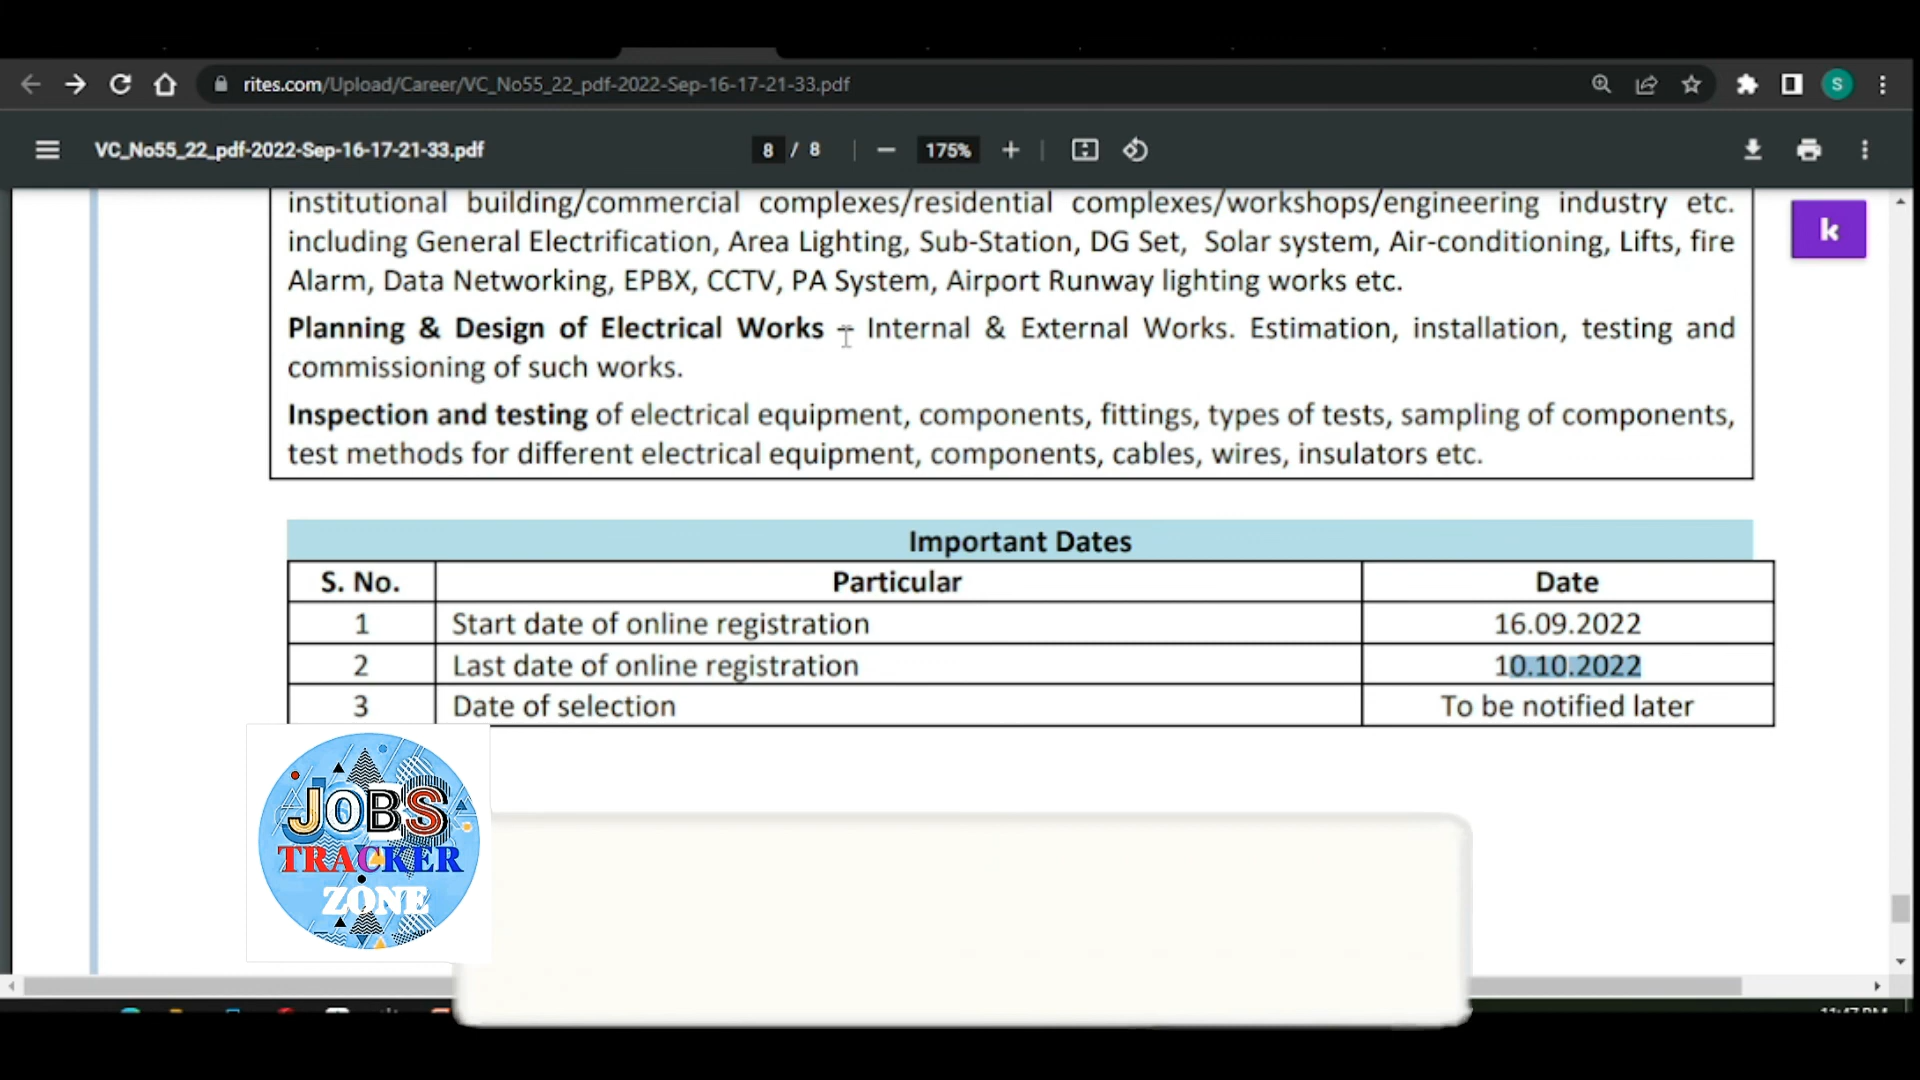 rites.com/Upload/Career/VC_No55_22_pdf-2022-Sep-16-17-21-33.pdf
S
VC_No55_22_pdf-2022-Sep-16-17-21-33.pdf
8 / 8
175%
institutional building/commercial complexes/residential complexes/workshops/engineering industry etc.
including General Electrification, Area Lighting, Sub-Station, DG Set, Solar system, Air-conditioning, Lifts, fire
Alarm, Data Networking, EPBX, CCTV, PA System, Airport Runway lighting works etc.
k
Planning & Design of Electrical Works – Internal & External Works. Estimation, installation, testing and
commissioning of such works.
Inspection and testing of electrical equipment, components, fittings, types of tests, sampling of components,
test methods for different electrical equipment, components, cables, wires, insulators etc.
Important Dates
S. No. Particular Date
1 Start date of online registration 16.09.2022
2 Last date of online registration 10.10.2022
3 Date of selection To be notified later
JOBS
TRACKER
ZONE